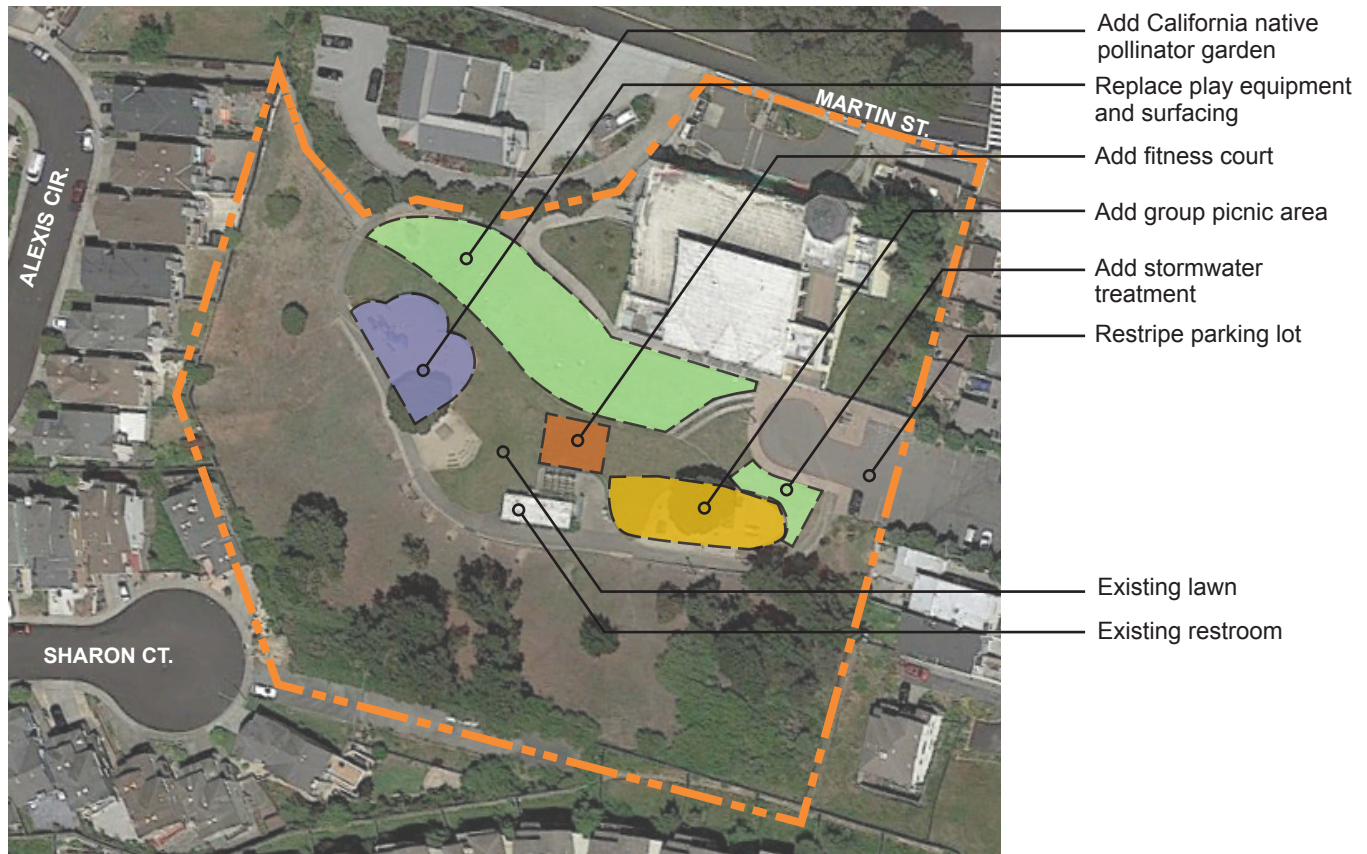 Add California native
pollinator garden
Replace play equipment
and surfacing
MARTIN ST.
Add fitness court
Add group picnic area
ALEXIS CIR.
Add stormwater
treatment
Restripe parking lot
Existing lawn
Existing restroom
SHARON CT.